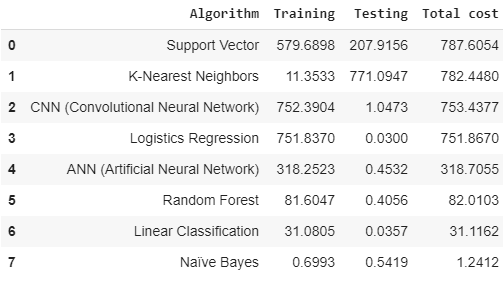 Algorithm Training Testing Total cost
0 Support Vector 579.6898 207.9156 787.6054
1 K-Nearest Neighbors 11.3533 771.0947 782.4480
2 CNN (Convolutional Neural Network) 752.3904 1.0473 753.4377
3 Logistics Regression 751.8370 0.0300 751.8670
4 ANN (Artificial Neural Network) 318.2523 0.4532 318.7055
5 Random Forest 81.6047 0.4056 82.0103
6 Linear Classification 31.0805 0.0357 31.1162
7 Naïve Bayes 0.6993 0.5419 1.2412